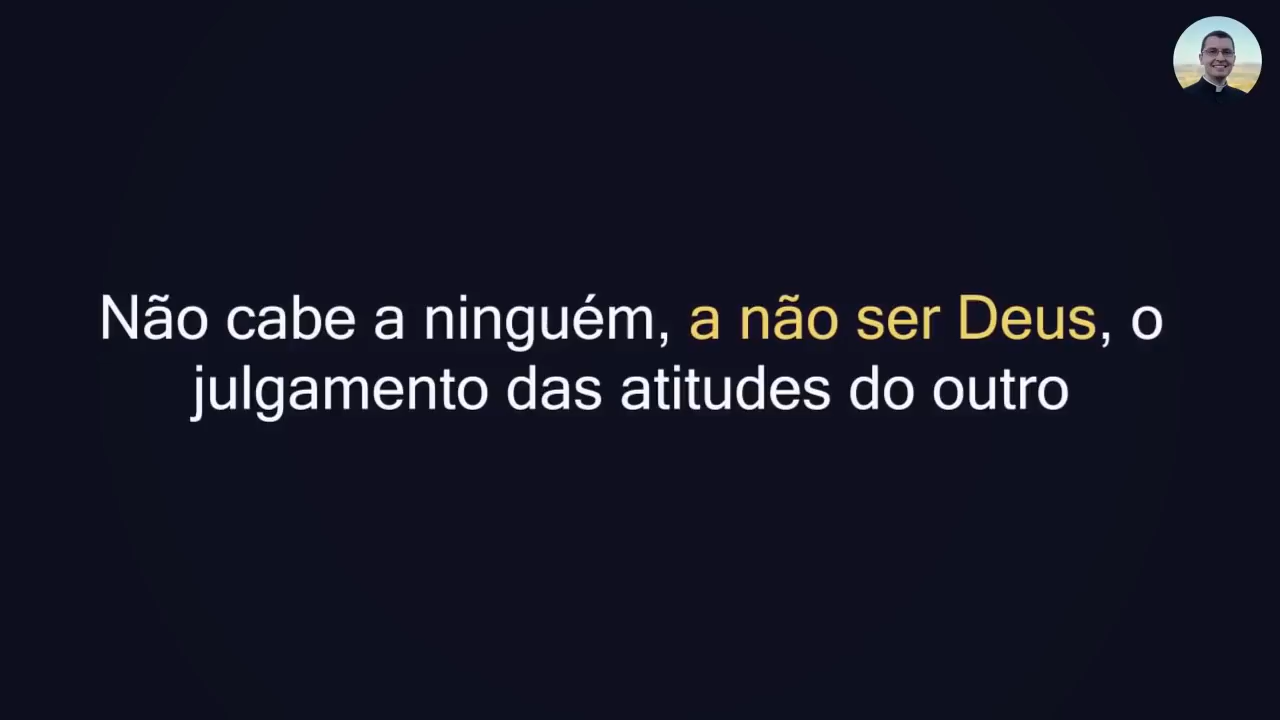 Não cabe a ninguém, a não ser Deus, o
julgamento das atitudes do outro